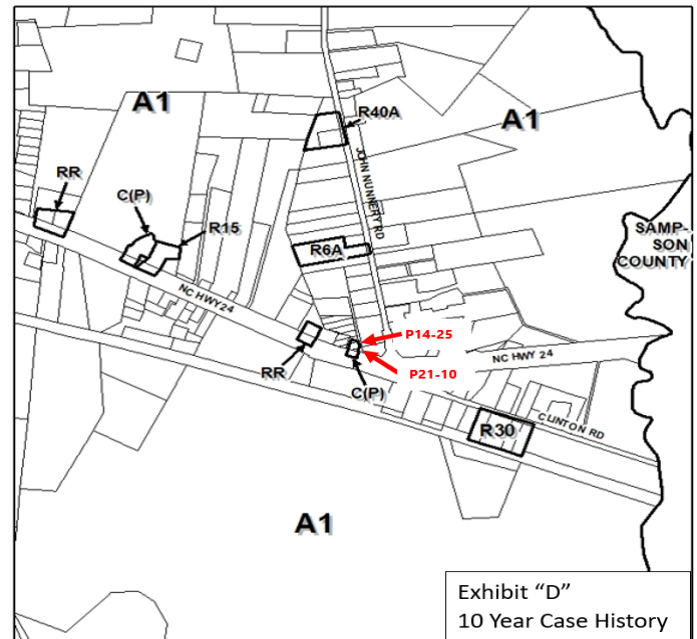 A1
A1
R40A
JOHN NUNNERY RD
RR
C(P)
R15
SAMP-
SON
COUNTY
R6A
NC HWY 24
P14-25
NC HWY 24
RR
P21-10
C(P)
CLINTON RD
R30
A1
Exhibit “D”
10 Year Case History